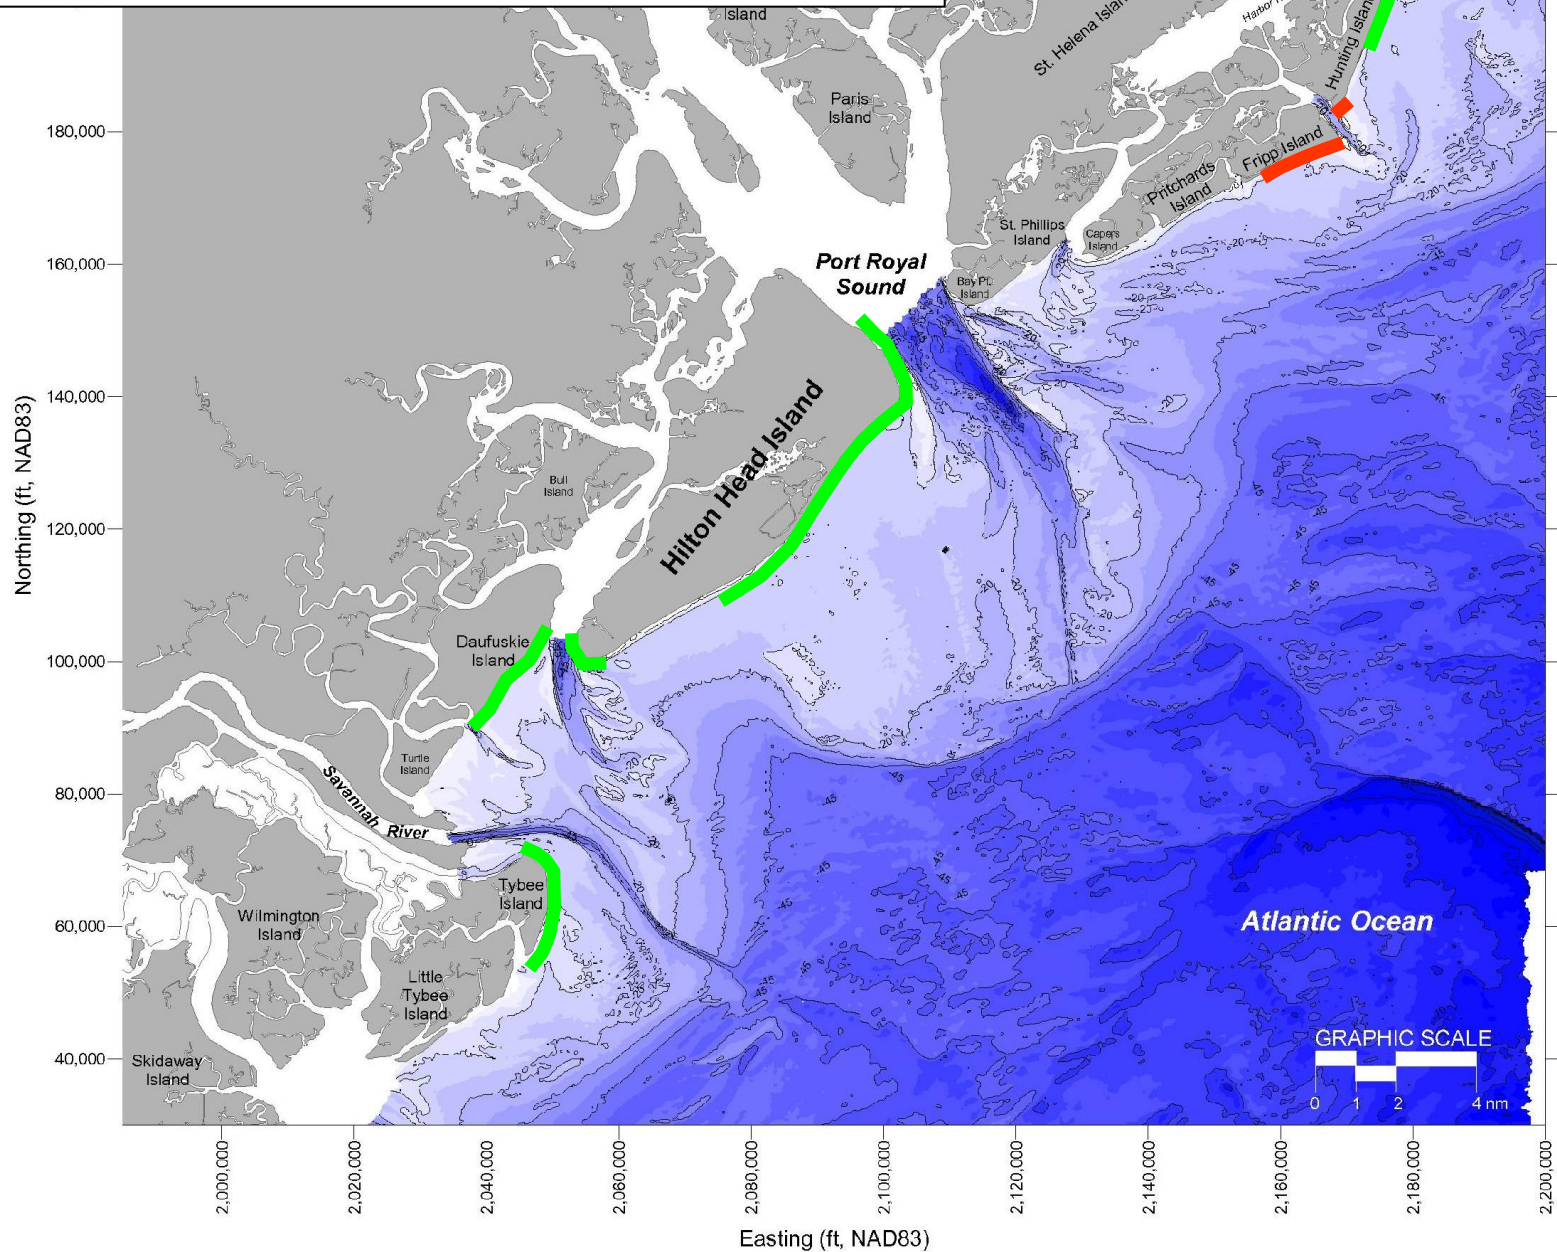 Island
St. Helena Island
Harbor
Hunting Island
Paris
Island
180,000
Fripp Island
Pritchards
Island
St. Phillips
Island
Capers
Island
160,000
Port Royal
Sound
Bay Pt.
Island
140,000
Hilton Head Island
Bull
Island
120,000
Northing (ft, NAD83)
Daufuskie
Island
100,000
Turtle
Island
80,000
Savannah River
Tybee
Island
Wilmington
Island
60,000
Atlantic Ocean
Little
Tybee
Island
Skidaway
Island
40,000
GRAPHIC SCALE
0 1 2 4 nm
2,000,000
2,020,000
2,040,000
2,060,000
2,080,000
2,100,000
2,120,000
2,140,000
2,160,000
2,180,000
2,200,000
Easting (ft, NAD83)